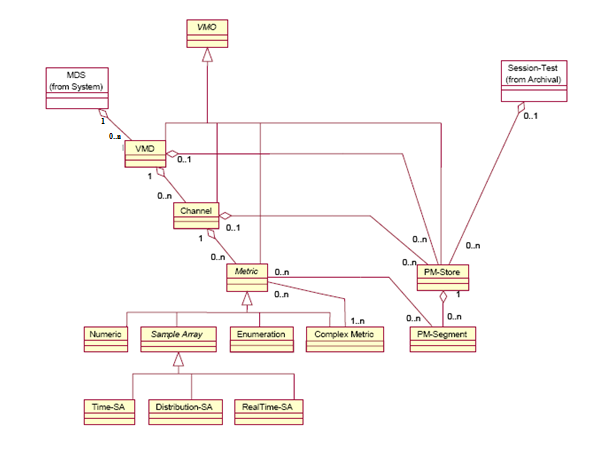 VMO
MDS
(from System)
Session-Test
(from Archival)
1
0..n
0..1
VMD
0..1
1
0..n
Channel
0..1
1
0..n
0..n
0..n
0..n
Metric
0..n
0..n
PM-Store
1
1..n
0..n
0..n
Numeric
Sample Array
Enumeration
Complex Metric
PM-Segment
Time-SA
Distribution-SA
RealTime-SA